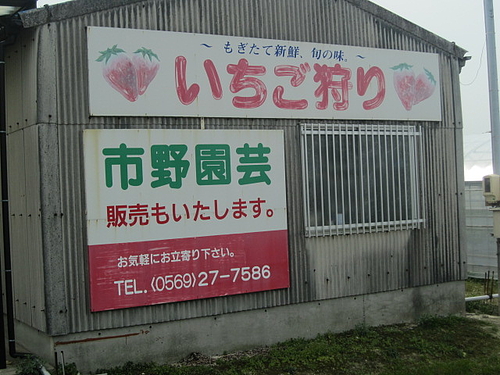 ～もぎたて新鮮、旬の味。～
いちご狩り
市野園芸
販売もいたします。
お気軽にお立寄り下さい。
TEL.〈0569〉27-7586